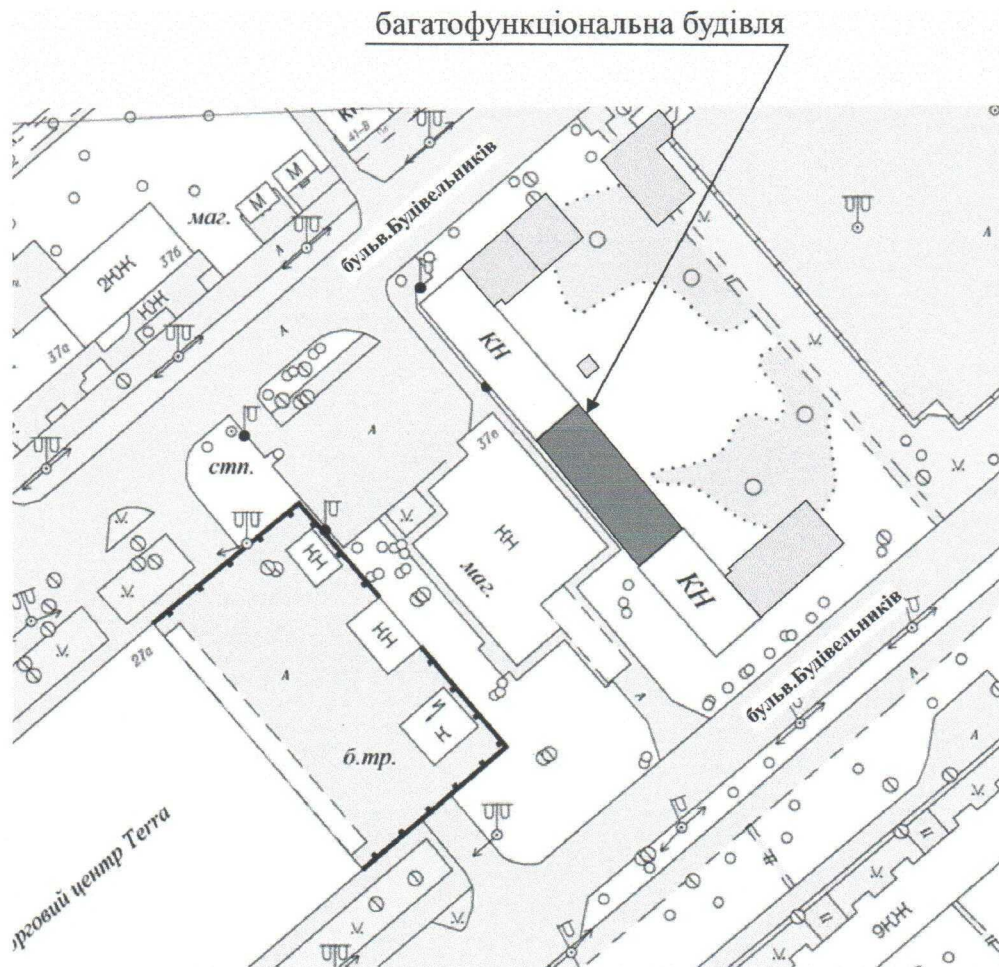 багатофункціональна будівля
41-В
М
М
маг.
бульв.Будівельників
А
2КЖ
37б
КЖ
37а
А
КН
А
А
37в
стп.
КН
маг.
КН
КН
КН
27а
А
А
бульв.Будівельників
Н
б.тр.
А
А
орговий центр Terra
9КЖ